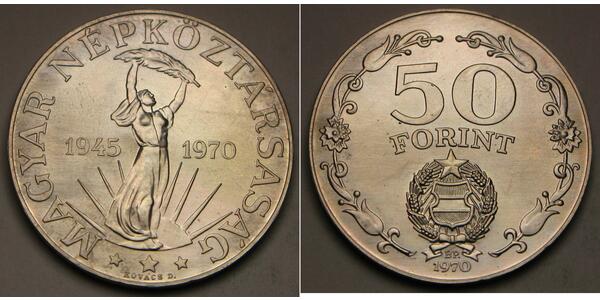 MAGYAR NÉPKÖZTÁRSASÁG
1945 1970
KOVÁCS D.
50
FORINT
BP.
1970